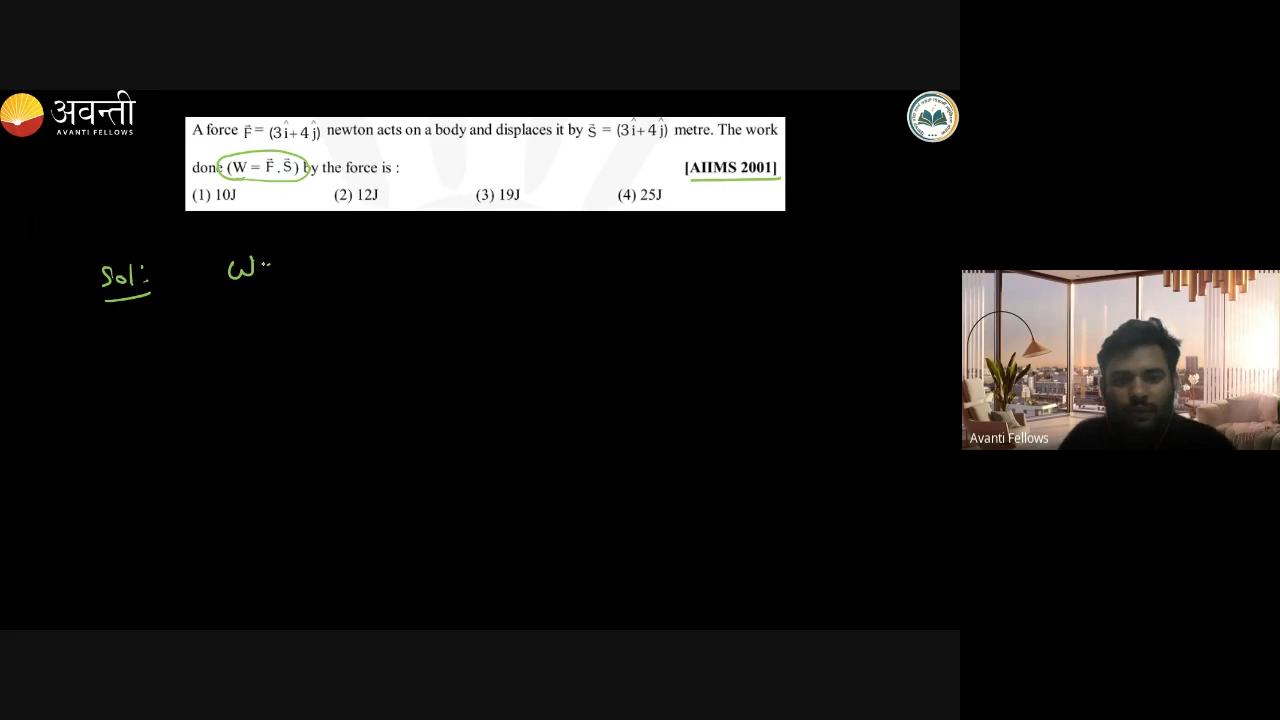 अवन्ती
AVANTI FELLOWS
A force F⃗ = (3î + 4ĵ) newton acts on a body and displaces it by S⃗ = (3î + 4ĵ) metre. The work
done (W = F⃗ . S⃗) by the force is :
[AIIMS 2001]
(1) 10J (2) 12J (3) 19J (4) 25J
Sol:
W
Avanti Fellows